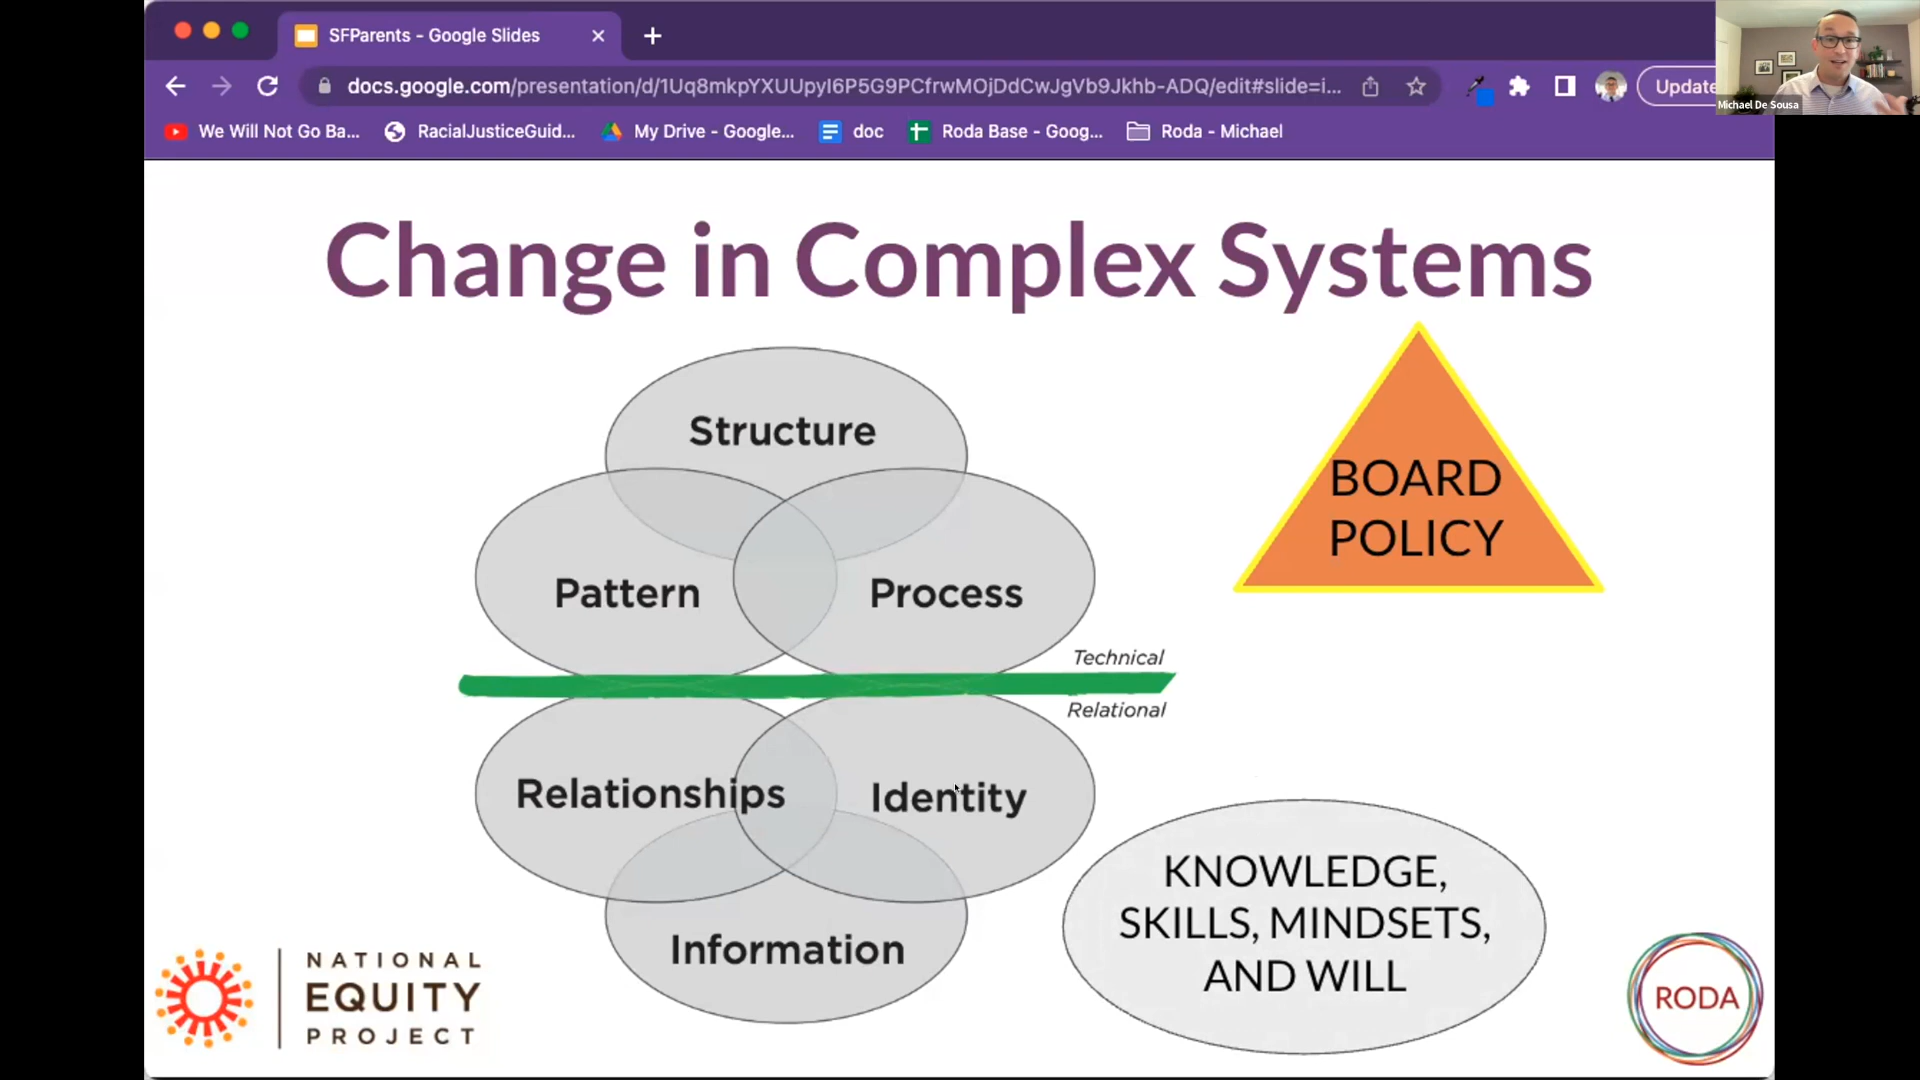 SFParents - Google Slides
docs.google.com/presentation/d/1Uq8mkpYXUUpyI6P5G9PCfrwMOjDdCwJgVb9Jkhb-ADQ/edit#slide=i...
Update
Michael De Sousa
We Will Not Go Ba...
RacialJusticeGuid...
My Drive - Google...
doc
Roda Base - Goog...
Roda - Michael
Change in Complex Systems
Structure
BOARD
POLICY
Pattern
Process
Technical
Relational
Relationships
Identity
KNOWLEDGE,
SKILLS, MINDSETS,
AND WILL
Information
NATIONAL
EQUITY
PROJECT
RODA